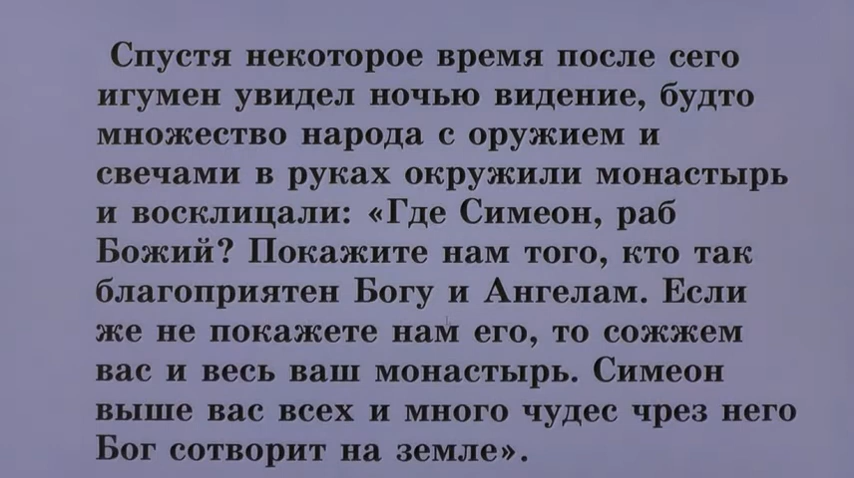 Спустя некоторое время после сего
игумен увидел ночью видение, будто
множество народа с оружием и
свечами в руках окружили монастырь
и восклицали: «Где Симеон, раб
Божий? Покажите нам того, кто так
благоприятен Богу и Ангелам. Если
же не покажете нам его, то сожжем
вас и весь ваш монастырь. Симеон
выше вас всех и много чудес чрез него
Бог сотворит на земле».